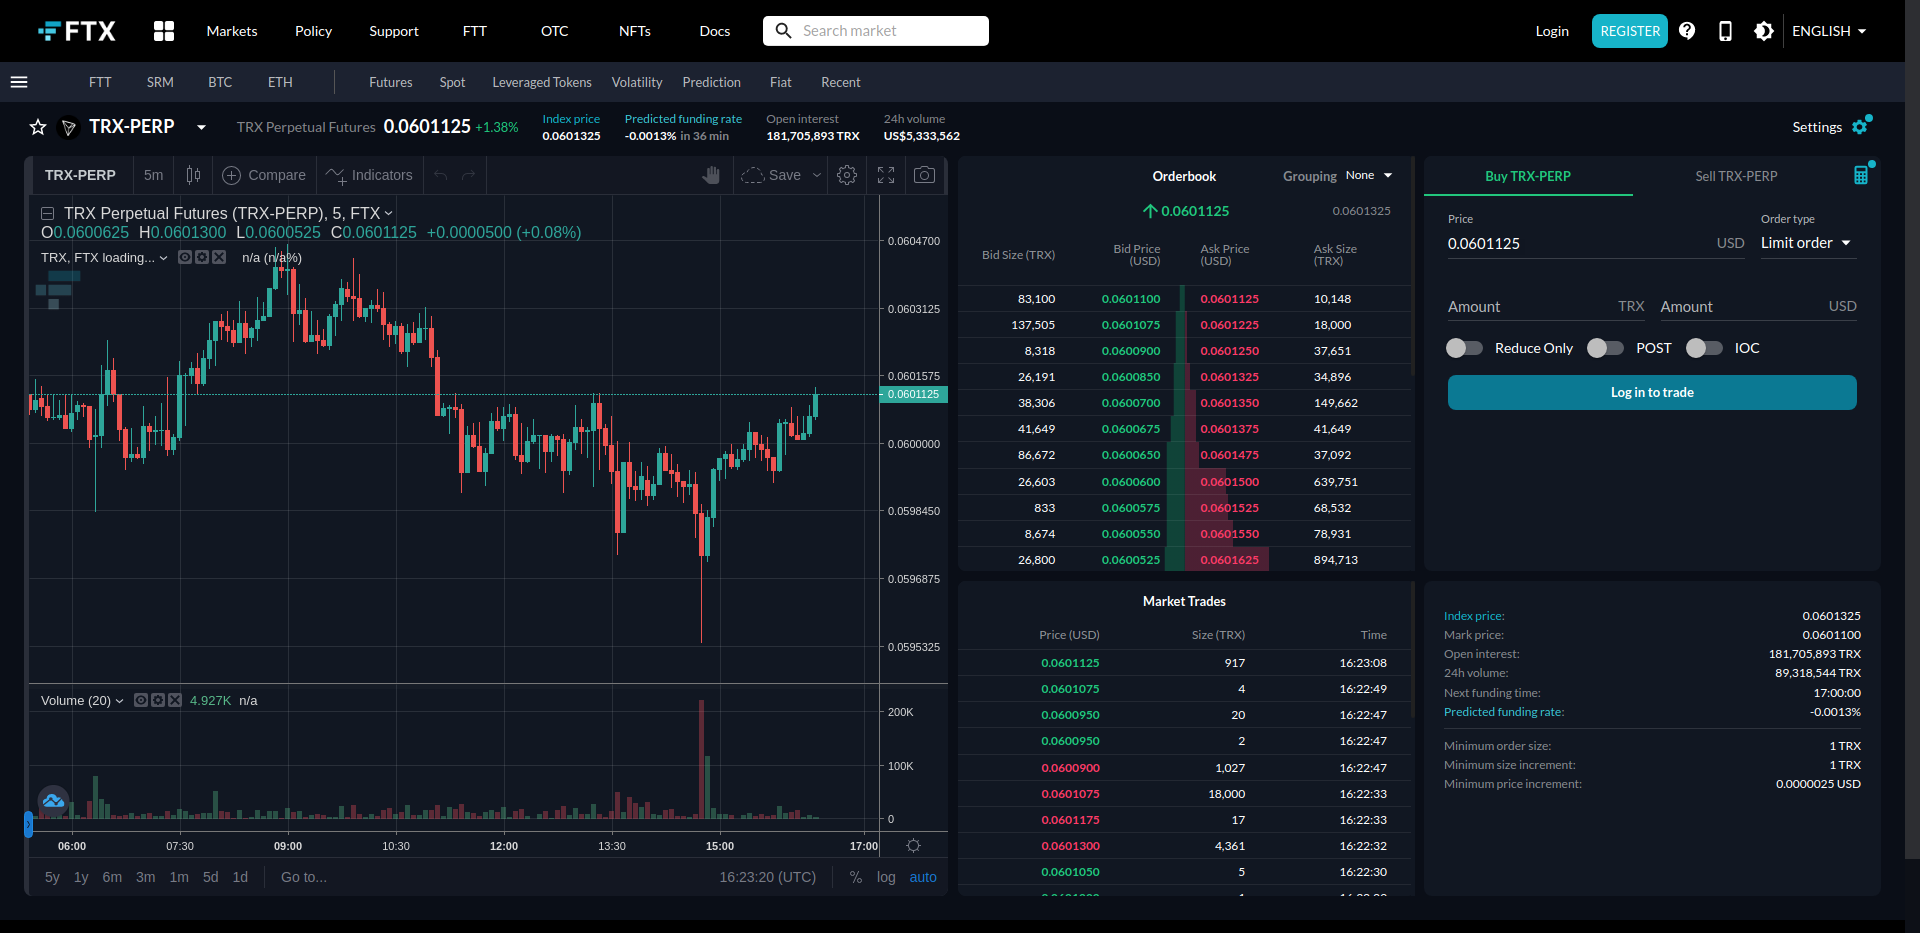 FTX
Markets
Policy
Support
FTT
OTC
NFTs
Docs
Search market
Login
REGISTER
ENGLISH
FTT
SRM
BTC
ETH
Futures
Spot
Leveraged Tokens
Volatility
Prediction
Fiat
Recent
TRX-PERP
TRX Perpetual Futures
0.0601125 +1.38%
Index price
0.0601325
Predicted funding rate
-0.0013% in 36 min
Open interest
181,705,893 TRX
24h volume
US$5,333,562
Settings
TRX-PERP
5m
Compare
Indicators
Save
TRX Perpetual Futures (TRX-PERP), 5, FTX
O0.0600625 H0.0601300 L0.0600525 C0.0601125 +0.0000500 (+0.08%)
TRX, FTX loading...
n/a (n/a%)
0.0604700
0.0603125
0.0601575
0.0601125
0.0600000
0.0598450
0.0596875
0.0595325
Volume (20)
4.927K n/a
200K
100K
0
06:00 07:30 09:00 10:30 12:00 13:30 15:00 17:00
5y 1y 6m 3m 1m 5d 1d
Go to...
16:23:20 (UTC)
% log auto
Orderbook
Grouping None
0.0601125
0.0601325
Bid Size (TRX) Bid Price (USD) Ask Price (USD) Ask Size (TRX)
83,100 0.0601100 0.0601125 10,148
137,505 0.0601075 0.0601225 18,000
8,318 0.0600900 0.0601250 37,651
26,191 0.0600850 0.0601325 34,896
38,306 0.0600700 0.0601350 149,662
41,649 0.0600675 0.0601375 41,649
86,672 0.0600650 0.0601475 37,092
26,603 0.0600600 0.0601500 639,751
833 0.0600575 0.0601525 68,532
8,674 0.0600550 0.0601550 78,931
26,800 0.0600525 0.0601625 894,713
Market Trades
Price (USD) Size (TRX) Time
0.0601125 917 16:23:08
0.0601075 4 16:22:49
0.0600950 20 16:22:47
0.0600950 2 16:22:47
0.0600900 1,027 16:22:47
0.0601075 18,000 16:22:33
0.0601175 17 16:22:33
0.0601300 4,361 16:22:32
0.0601050 5 16:22:30
Buy TRX-PERP
Sell TRX-PERP
Price
0.0601125 USD
Order type
Limit order
Amount TRX
Amount USD
Reduce Only
POST
IOC
Log in to trade
Index price: 0.0601325
Mark price: 0.0601100
Open interest: 181,705,893 TRX
24h volume: 89,318,544 TRX
Next funding time: 17:00:00
Predicted funding rate: -0.0013%
Minimum order size: 1 TRX
Minimum size increment: 1 TRX
Minimum price increment: 0.0000025 USD